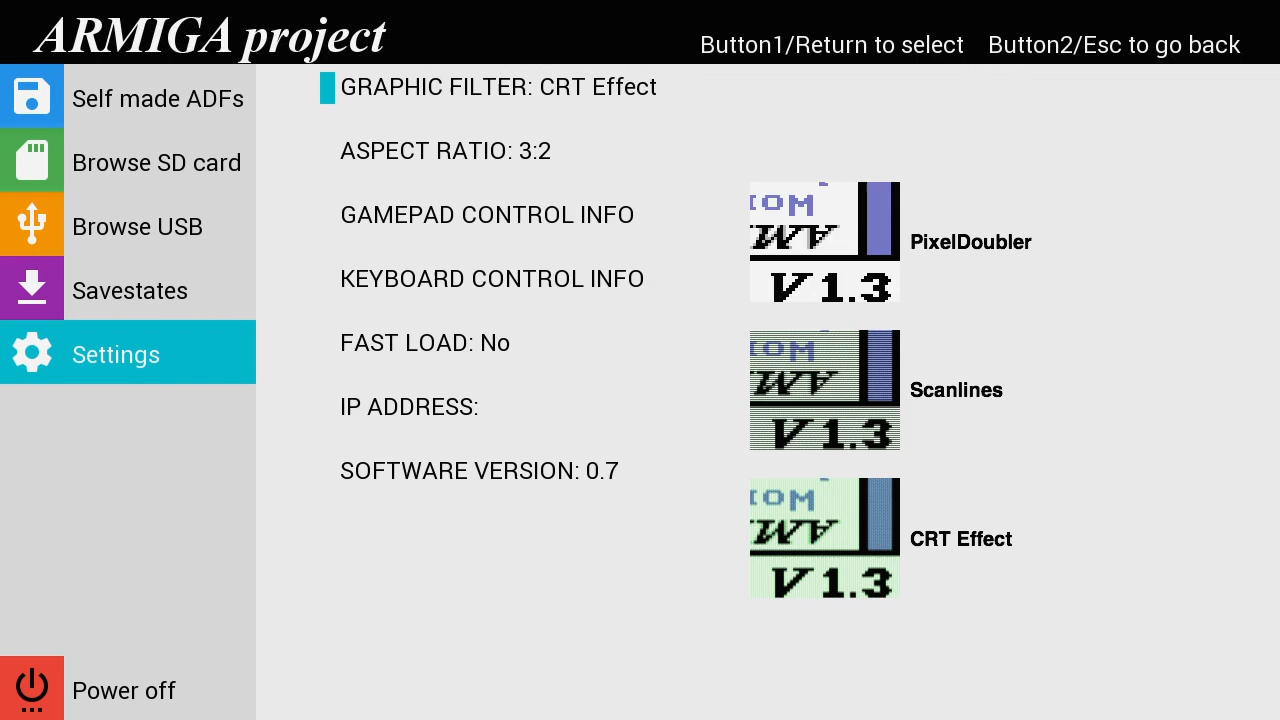 ARMIGA project
Button1/Return to select Button2/Esc to go back
Self made ADFs
Browse SD card
Browse USB
Savestates
Settings
Power off
GRAPHIC FILTER: CRT Effect
ASPECT RATIO: 3:2
GAMEPAD CONTROL INFO
KEYBOARD CONTROL INFO
FAST LOAD: No
IP ADDRESS:
SOFTWARE VERSION: 0.7
V1.3
PixelDoubler
V1.3
Scanlines
V1.3
CRT Effect